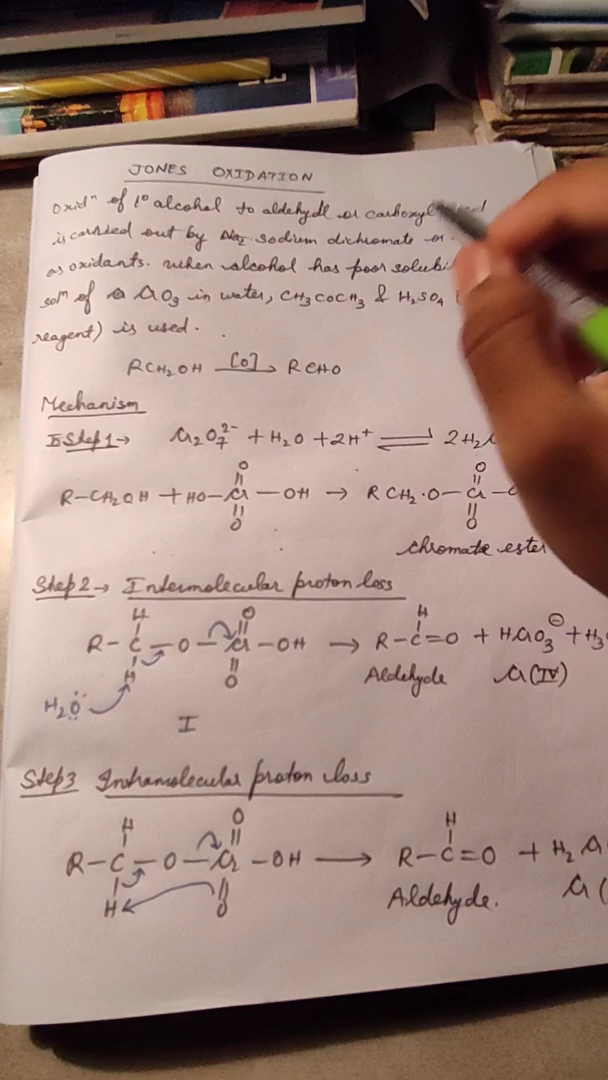 JONES OXIDATION
Oxidⁿ of 1° alcohol to aldehyde or carboxyl
is carried out by Na₂ sodium dichromate or
as oxidants. when alcohol has poor solubi
solⁿ of CrO₃ in water, CH₃COCH₃ & H₂SO₄ (
reagent) is used.
RCH₂OH [O]→ RCHO
Mechanism
Step 1→ Cr₂O₇²⁻ + H₂O + 2H⁺ ⇌ 2H₂
O O
R-CH₂OH + HO-Cr-OH → RCH₂·O-Cr-
O O
chromate ester
Step 2→ Intermolecular proton loss
H O H
R-C-O-Cr-OH → R-C=O + HCrO₃⊖ + H₃
H O Aldehyde Cr(IV)
H₂Ö
I
Step 3 Intramolecular proton loss
H O H
R-C-O-Cr-OH → R-C=O + H₂Cr
H O Aldehyde. Cr(